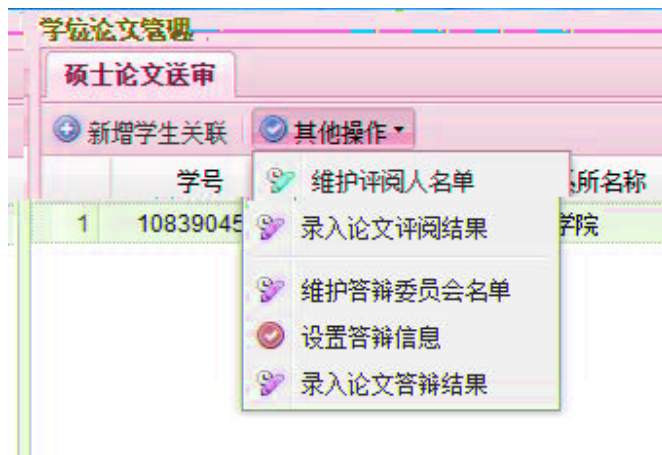 学位论文管理
硕士论文送审
新增学生关联 其他操作
学号 所名称
1 10839045 学院
维护评阅人名单
录入论文评阅结果
维护答辩委员会名单
设置答辩信息
录入论文答辩结果